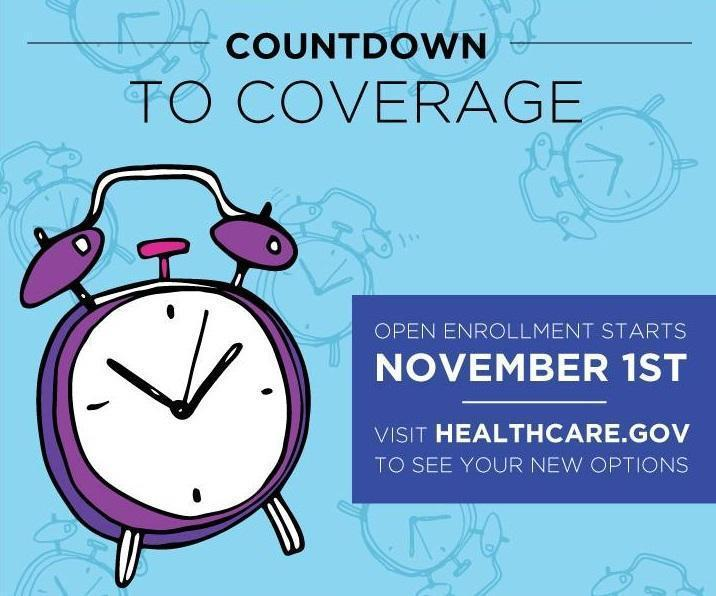 COUNTDOWN
TO COVERAGE
OPEN ENROLLMENT STARTS
NOVEMBER 1ST
VISIT HEALTHCARE.GOV
TO SEE YOUR NEW OPTIONS